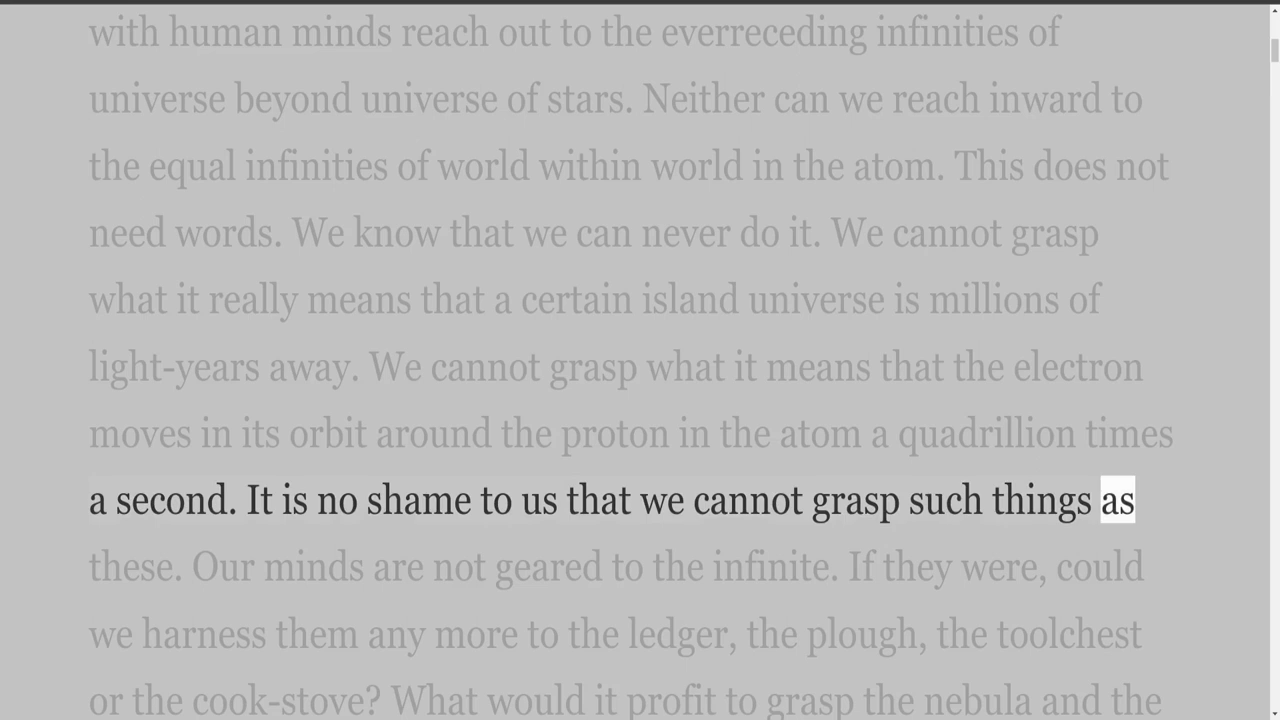 with human minds reach out to the everreceding infinities of
universe beyond universe of stars. Neither can we reach inward to
the equal infinities of world within world in the atom. This does not
need words. We know that we can never do it. We cannot grasp
what it really means that a certain island universe is millions of
light-years away. We cannot grasp what it means that the electron
moves in its orbit around the proton in the atom a quadrillion times
a second. It is no shame to us that we cannot grasp such things as
these. Our minds are not geared to the infinite. If they were, could
we harness them any more to the ledger, the plough, the toolchest
or the cook-stove? What would it profit to grasp the nebula and the